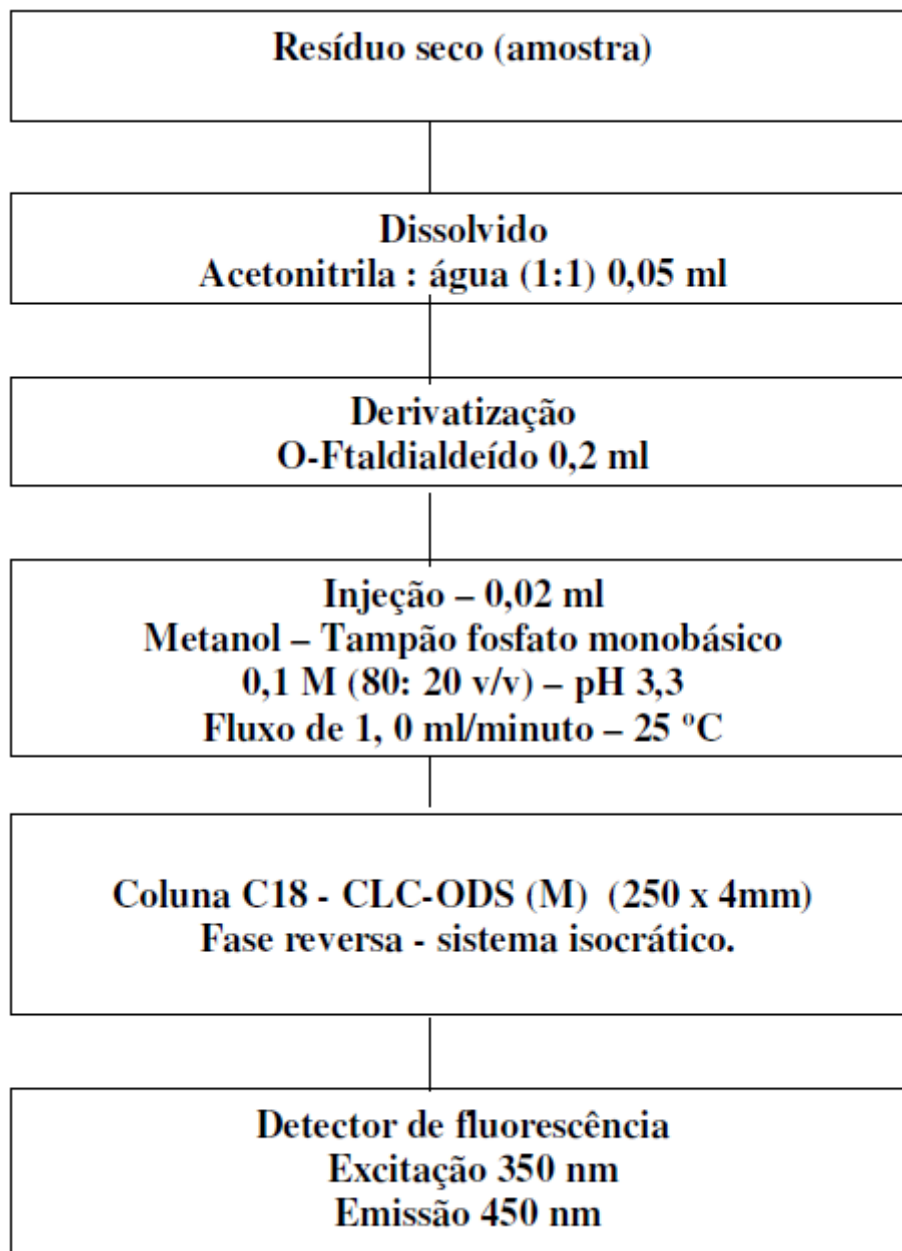 Resíduo seco (amostra)
Dissolvido
Acetonitrila : água (1:1) 0,05 ml
Derivatização
O-Ftaldialdeído 0,2 ml
Injeção – 0,02 ml
Metanol – Tampão fosfato monobásico
0,1 M (80: 20 v/v) – pH 3,3
Fluxo de 1, 0 ml/minuto – 25 ºC
Coluna C18 - CLC-ODS (M) (250 x 4mm)
Fase reversa - sistema isocrático.
Detector de fluorescência
Excitação 350 nm
Emissão 450 nm